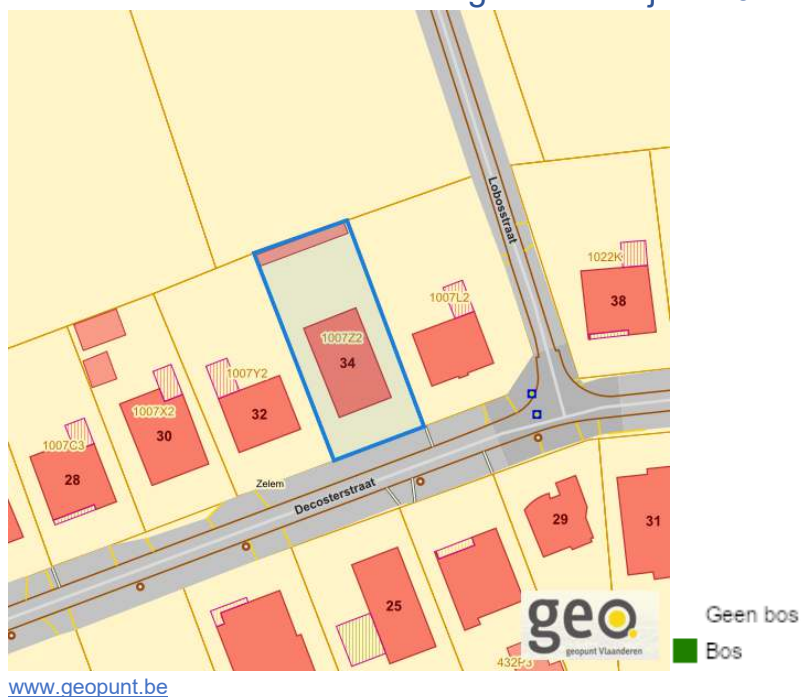 Lobosstraat
1022K
38
1007L2
1007Z2
34
1007Y2
32
1007X2
30
1007C3
28
Zelem
Decosterstraat
29
31
25
432P3
geo
geopunt Vlaanderen
Geen bos
Bos
www.geopunt.be